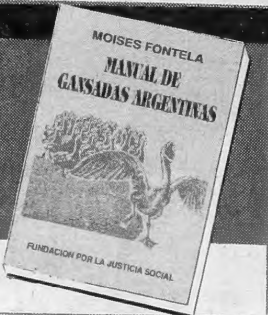 MOISES FONTELA
MANUAL DE
GANSADAS ARGENTINAS
FUNDACION POR LA JUSTICIA SOCIAL